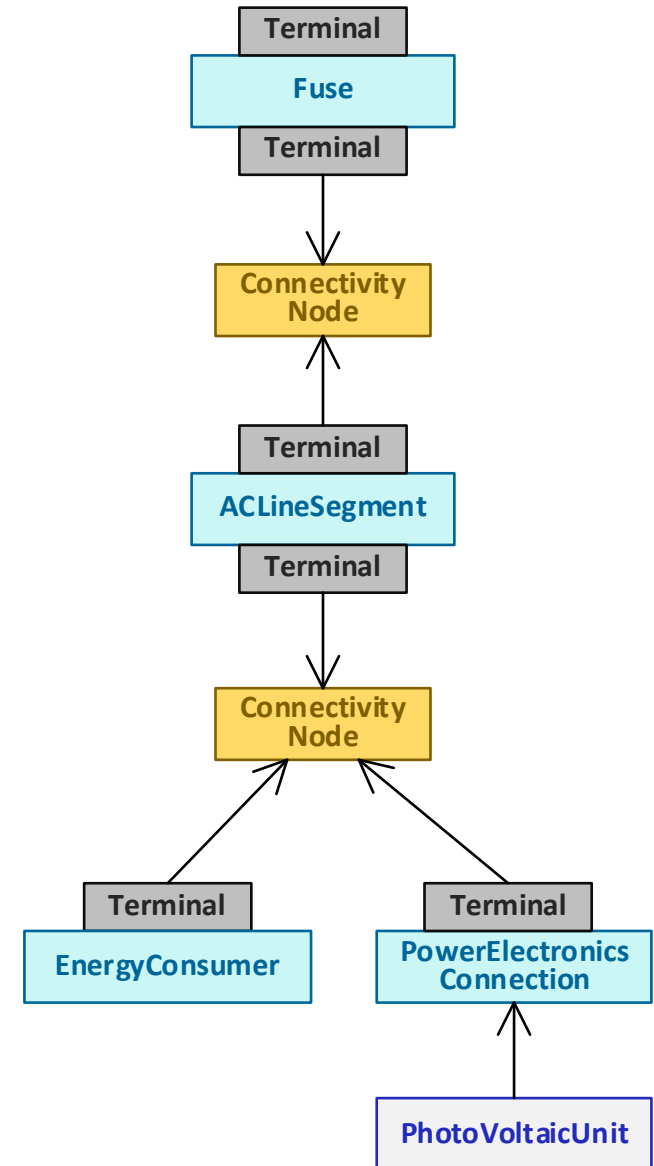 Terminal
Fuse
Terminal
Connectivity
Node
Terminal
ACLineSegment
Terminal
Connectivity
Node
Terminal
EnergyConsumer
Terminal
PowerElectronics
Connection
PhotoVoltaicUnit